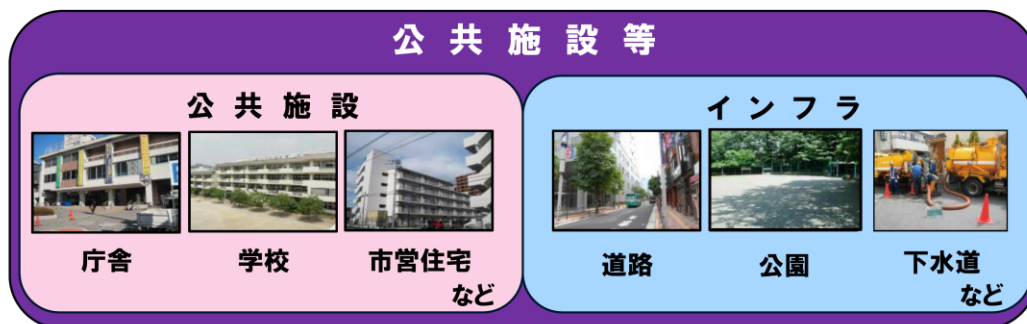 公共施設等
公共施設
庁舎
学校
市営住宅
など
インフラ
道路
公園
下水道
など